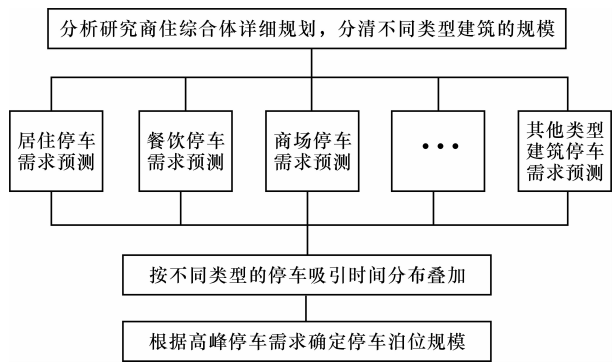 分析研究商住综合体详细规划，分清不同类型建筑的规模
居住停车
需求预测
餐饮停车
需求预测
商场停车
需求预测
•••
其他类型
建筑停车
需求预测
按不同类型的停车吸引时间分布叠加
根据高峰停车需求确定停车泊位规模